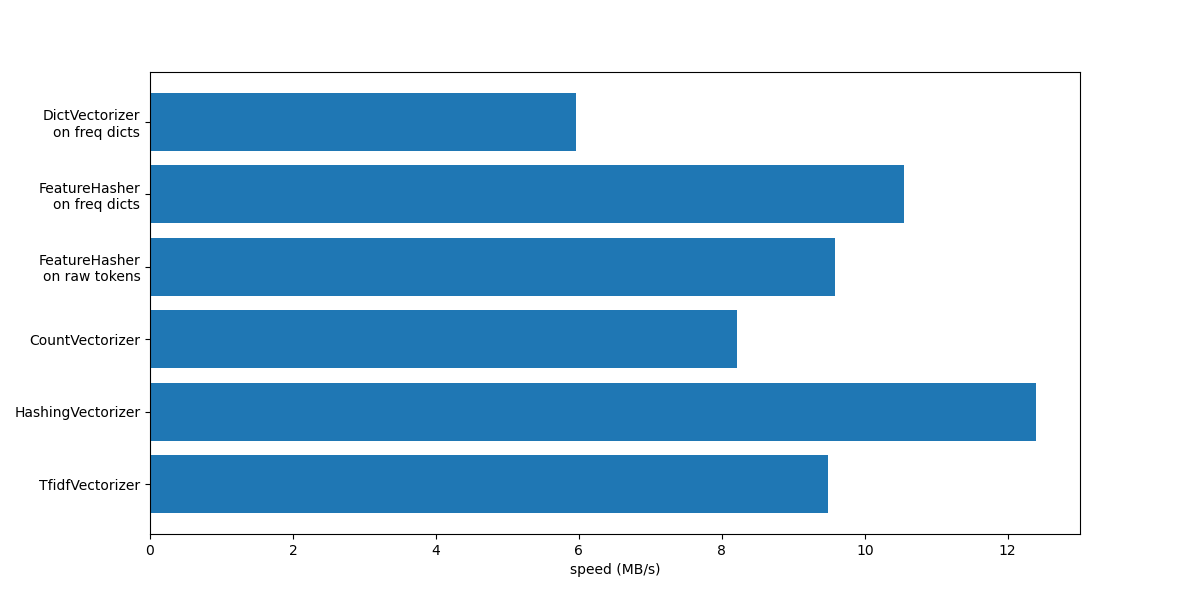 DictVectorizer
on freq dicts
FeatureHasher
on freq dicts
FeatureHasher
on raw tokens
CountVectorizer
HashingVectorizer
TfidfVectorizer
0 2 4 6 8 10 12
speed (MB/s)